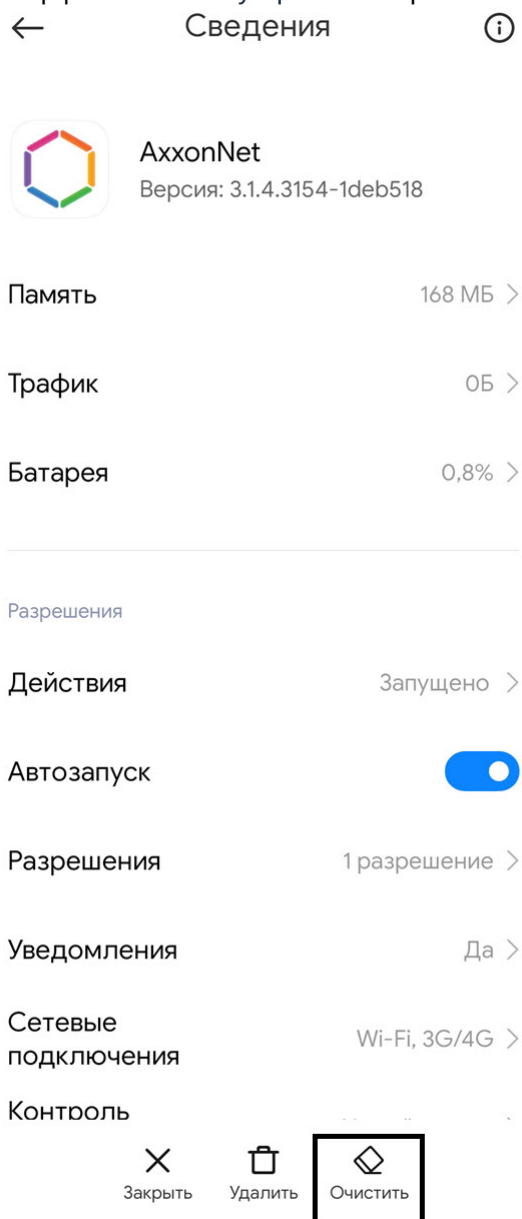 Сведения
AxxonNet
Версия: 3.1.4.3154-1deb518
Память 168 МБ
Трафик 0Б
Батарея 0,8%
Разрешения
Действия Запущено
Автозапуск
Разрешения 1 разрешение
Уведомления Да
Сетевые
подключения Wi-Fi, 3G/4G
Контроль
Закрыть Удалить Очистить